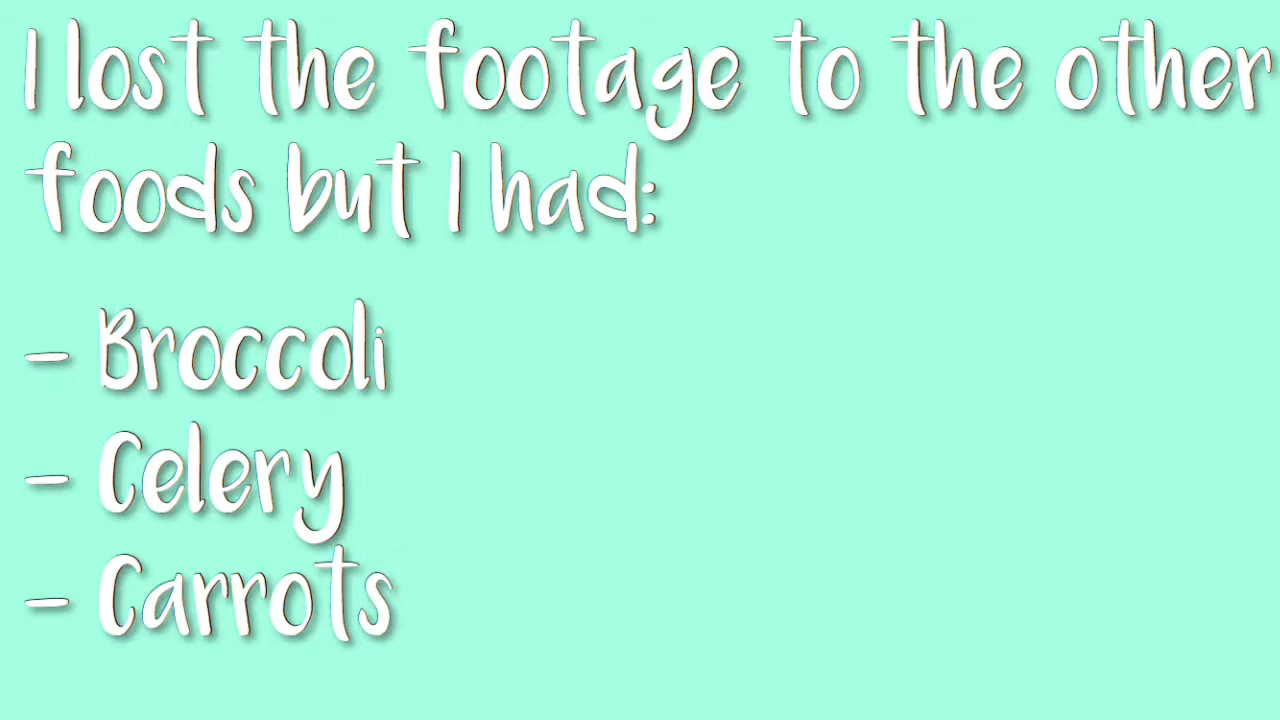 I lost the footage to the other
foods but I had:
- Broccoli
- Celery
- Carrots